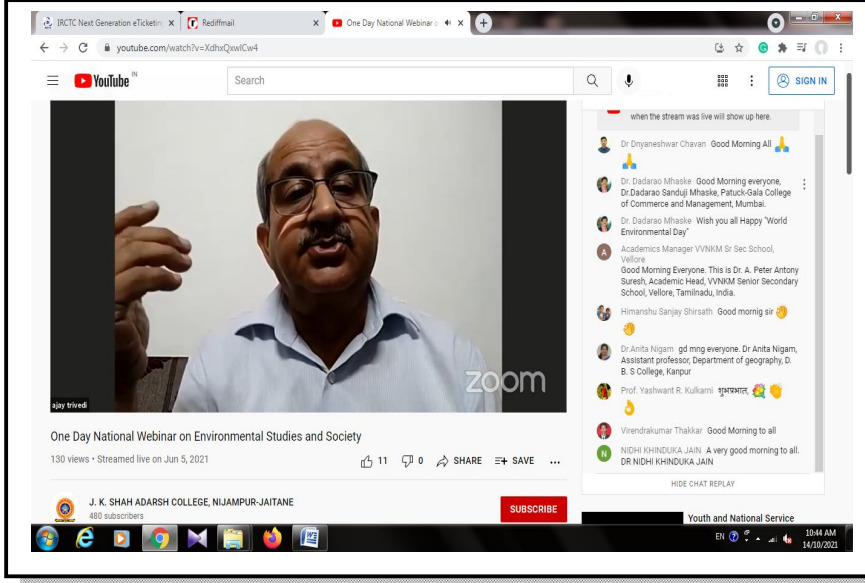 IRCTC Next Generation eTicketin
Rediffmail
One Day National Webinar o
youtube.com/watch?v=XdhxQxwlCw4
YouTube IN
Search
SIGN IN
when the stream was live will show up here.
Dr Dnyaneshwar Chavan Good Morning All 🙏
🙏
Dr. Dadarao Mhaske Good Morning everyone,
Dr.Dadarao Sanduji Mhaske, Patuck-Gala College
of Commerce and Management, Mumbai.
Dr. Dadarao Mhaske Wish you all Happy "World
Environmental Day"
A
Academics Manager VVNKM Sr Sec School,
Vellore
Good Morning Everyone. This is Dr. A. Peter Antony
Suresh, Academic Head, VVNKM Senior Secondary
School, Vellore, Tamilnadu, India.
Himanshu Sanjay Shirsath Good mornig sir 👏
👏
Dr.Anita Nigam gd mng everyone. Dr Anita Nigam,
Assistant professor, Department of geography, D.
B. S College, Kanpur
Prof. Yashwant R. Kulkarni शुभप्रभात, 💐 👏
👌
Virendrakumar Thakkar Good Morning to all
N
NIDHI KHINDUKA JAIN A very good morning to all.
DR NIDHI KHINDUKA JAIN
HIDE CHAT REPLAY
zoom
ajay trivedi
One Day National Webinar on Environmental Studies and Society
130 views • Streamed live on Jun 5, 2021
11 0 SHARE SAVE ...
J. K. SHAH ADARSH COLLEGE, NIJAMPUR-JAITANE
480 subscribers
SUBSCRIBE
Youth and National Service
EN
10:44 AM
14/10/2021